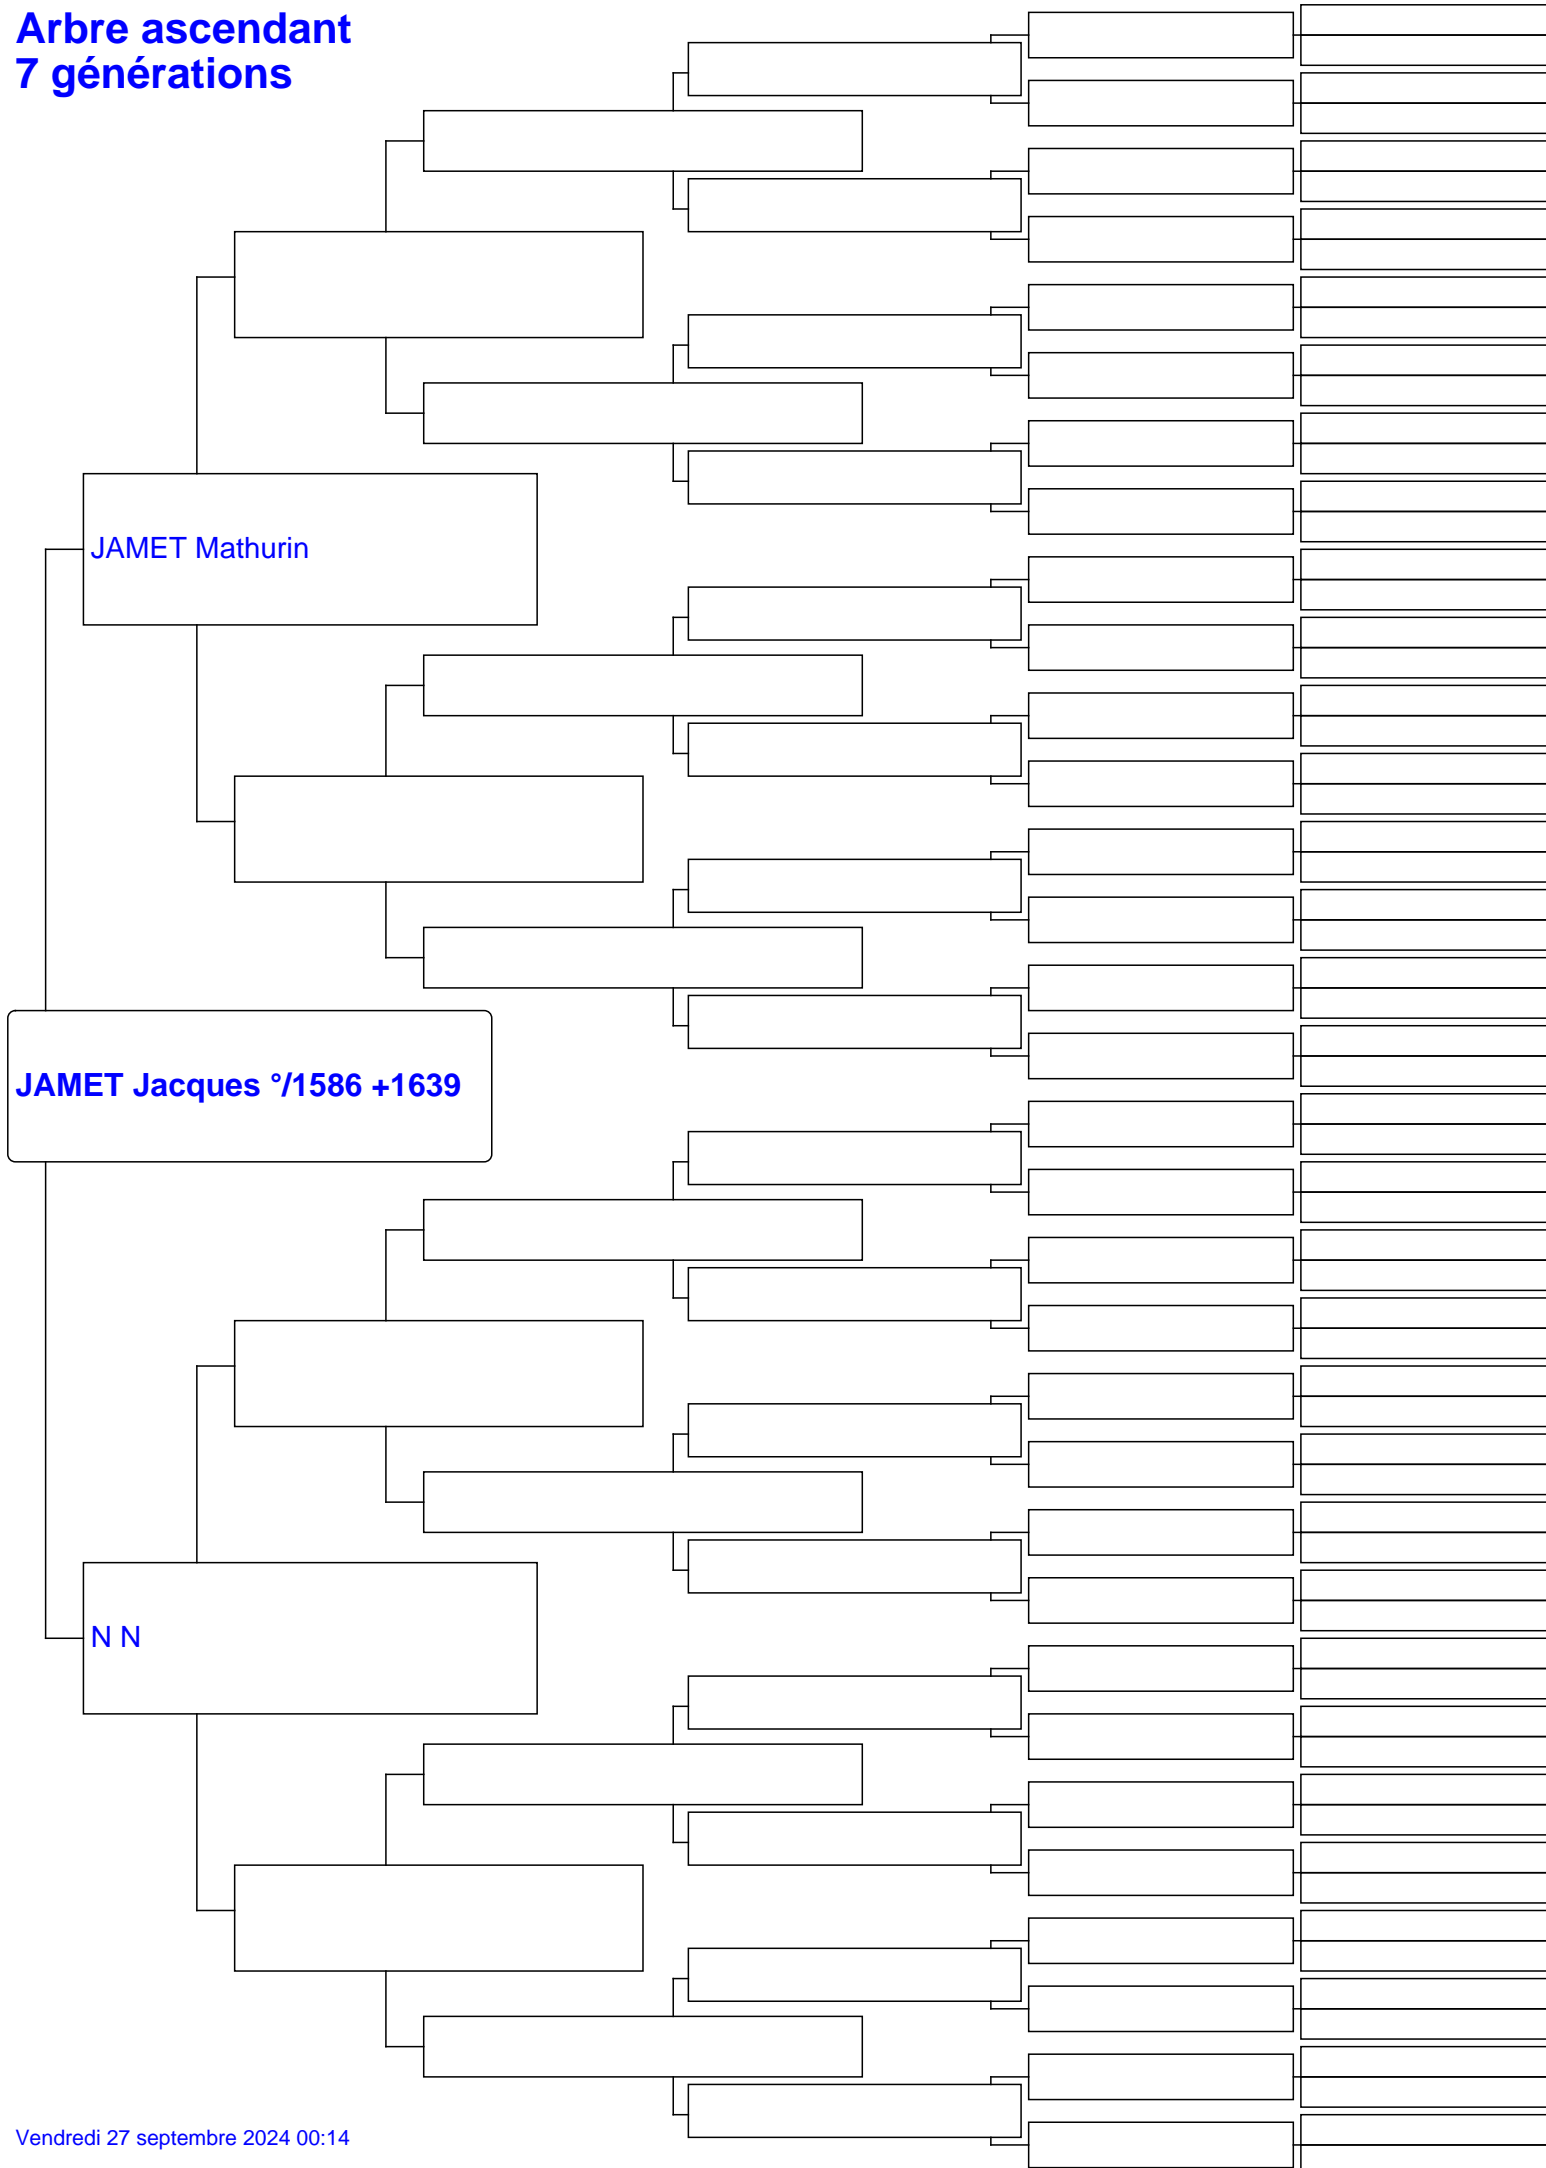 Arbre ascendant
7 générations
JAMET Mathurin
JAMET Jacques °/1586 +1639
N N
Vendredi 27 septembre 2024 00:14